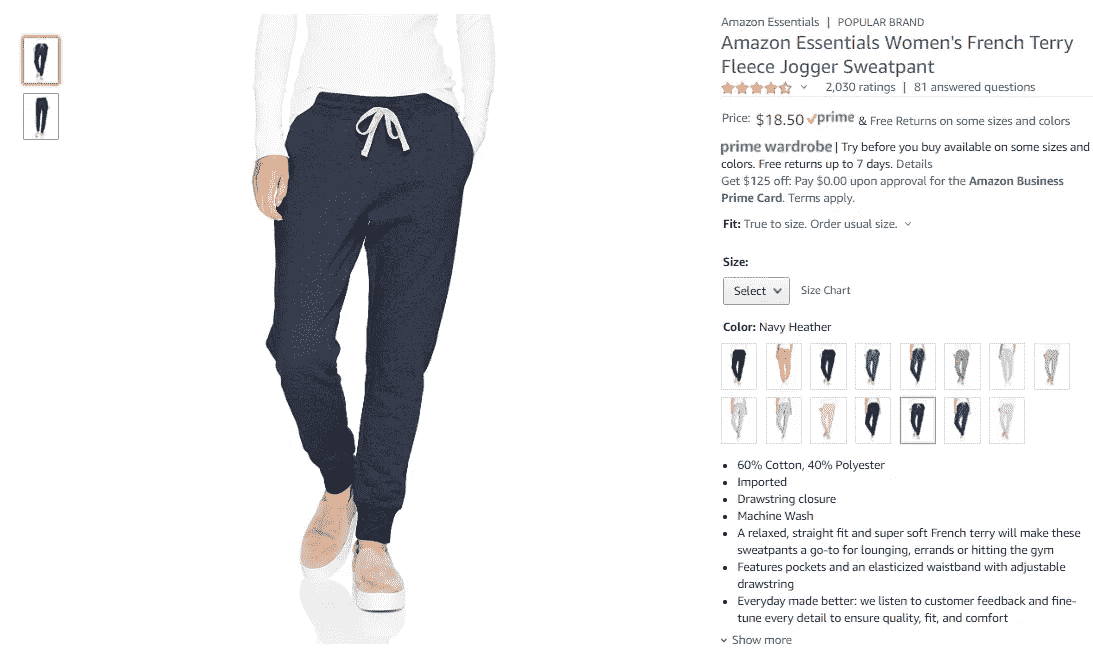 Amazon Essentials | POPULAR BRAND
Amazon Essentials Women's French Terry
Fleece Jogger Sweatpant
2,030 ratings | 81 answered questions
Price: $18.50 prime & Free Returns on some sizes and colors
prime wardrobe | Try before you buy available on some sizes and
colors. Free returns up to 7 days. Details
Get $125 off: Pay $0.00 upon approval for the Amazon Business
Prime Card. Terms apply.
Fit: True to size. Order usual size.
Size:
Select Size Chart
Color: Navy Heather
• 60% Cotton, 40% Polyester
• Imported
• Drawstring closure
• Machine Wash
• A relaxed, straight fit and super soft French terry will make these
sweatpants a go-to for lounging, errands or hitting the gym
• Features pockets and an elasticized waistband with adjustable
drawstring
• Everyday made better: we listen to customer feedback and fine-
tune every detail to ensure quality, fit, and comfort
Show more